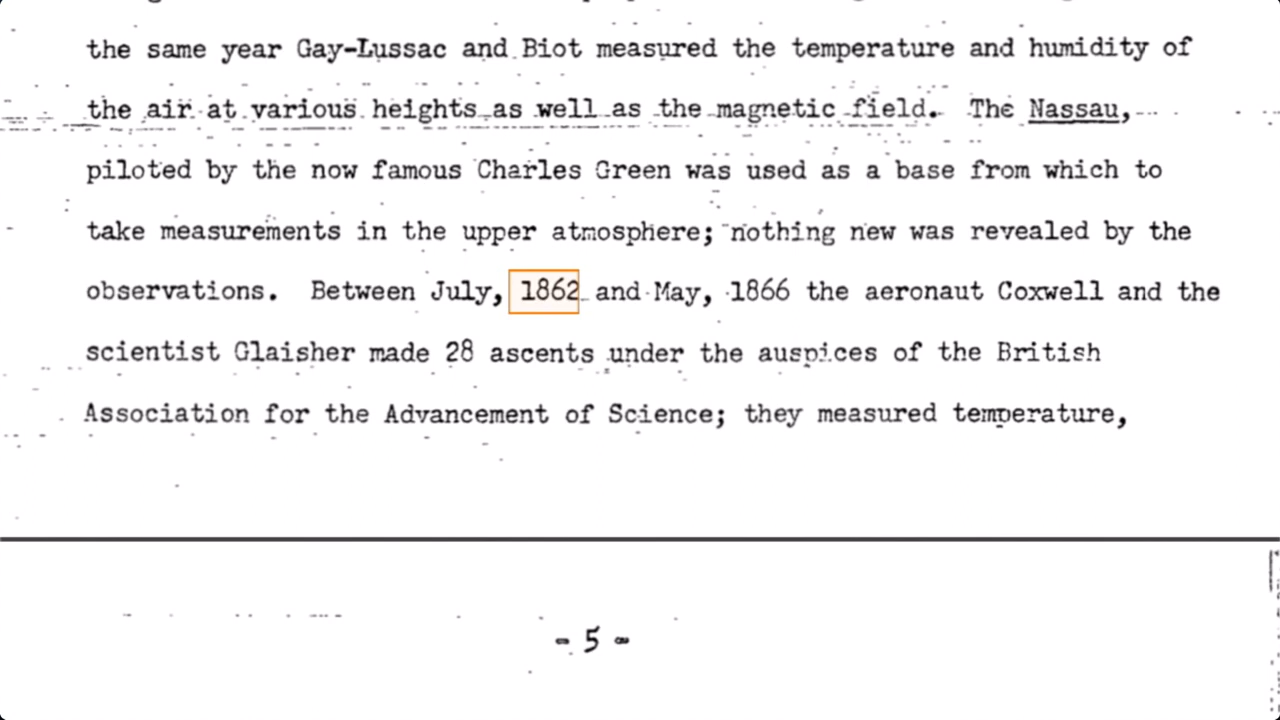 the same year Gay-Lussac and Biot measured the temperature and humidity of
the air at various heights as well as the magnetic field. The Nassau,
piloted by the now famous Charles Green was used as a base from which to
take measurements in the upper atmosphere; nothing new was revealed by the
observations. Between July, 1862 and May, 1866 the aeronaut Coxwell and the
scientist Glaisher made 28 ascents under the auspices of the British
Association for the Advancement of Science; they measured temperature,
- 5 -